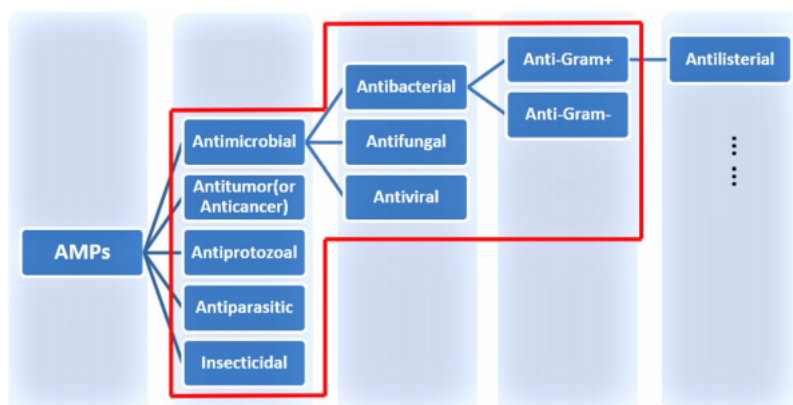 Anti-Gram+
Antilisterial
Antibacterial
Anti-Gram-
Antimicrobial
Antifungal
Antitumor(or
Anticancer)
Antiviral
AMPs
Antiprotozoal
Antiparasitic
Insecticidal